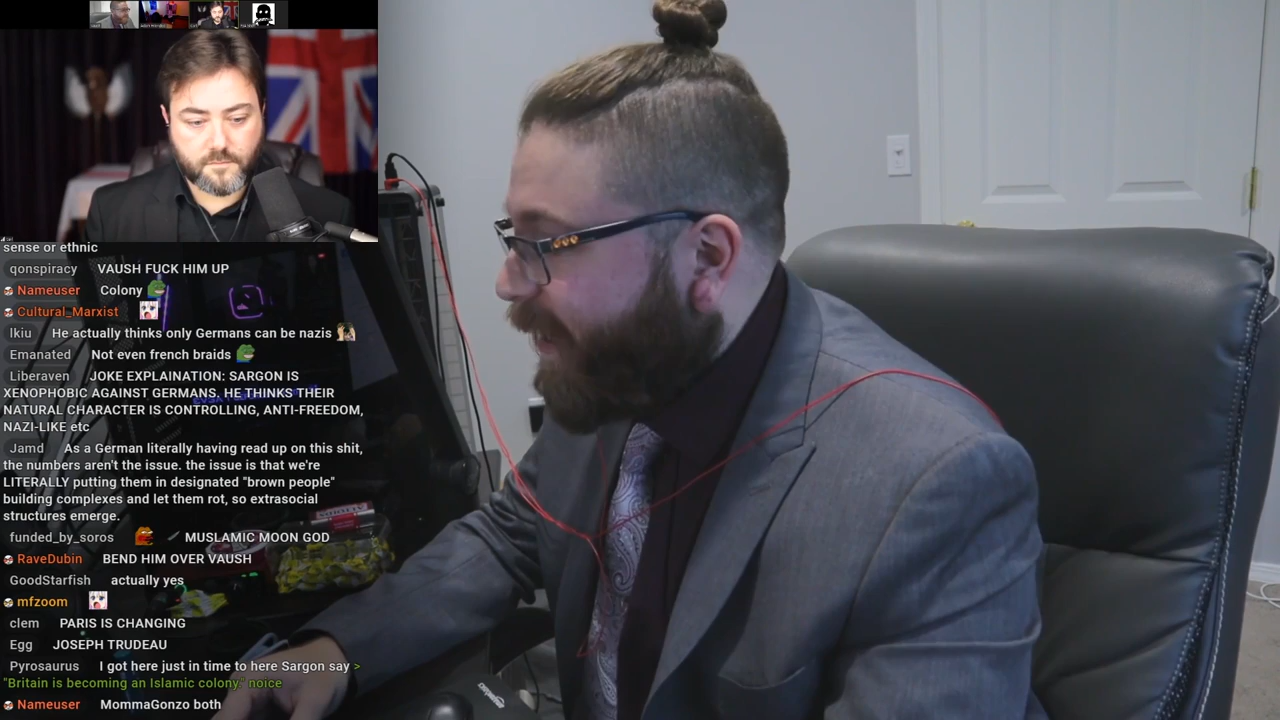 sense or ethnic
qonspiracy VAUSH FUCK HIM UP
Nameuser Colony
Cultural_Marxist
lkiu He actually thinks only Germans can be nazis
Emanated Not even french braids
Liberaven JOKE EXPLAINATION: SARGON IS
XENOPHOBIC AGAINST GERMANS. HE THINKS THEIR
NATURAL CHARACTER IS CONTROLLING, ANTI-FREEDOM,
NAZI-LIKE etc
Jamd As a German literally having read up on this shit,
the numbers aren't the issue. the issue is that we're
LITERALLY putting them in designated "brown people"
building complexes and let them rot, so extrasocial
structures emerge.
funded_by_soros MUSLAMIC MOON GOD
RaveDubin BEND HIM OVER VAUSH
GoodStarfish actually yes
mfzoom
clem PARIS IS CHANGING
Egg JOSEPH TRUDEAU
Pyrosaurus I got here just in time to here Sargon say >
"Britain is becoming an Islamic colony." noice
Nameuser MommaGonzo both